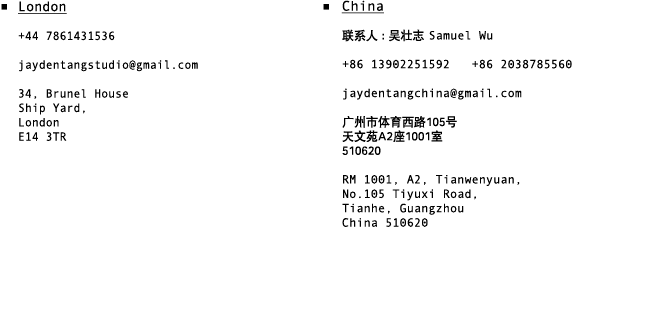 London
+44 7861431536
jaydentangstudio@gmail.com
34, Brunel House
Ship Yard,
London
E14 3TR
China
联系人：吴壮志 Samuel Wu
+86 13902251592 +86 2038785560
jaydentangchina@gmail.com
广州市体育西路105号
天文苑A2座1001室
510620
RM 1001, A2, Tianwenyuan,
No.105 Tiyuxi Road,
Tianhe, Guangzhou
China 510620